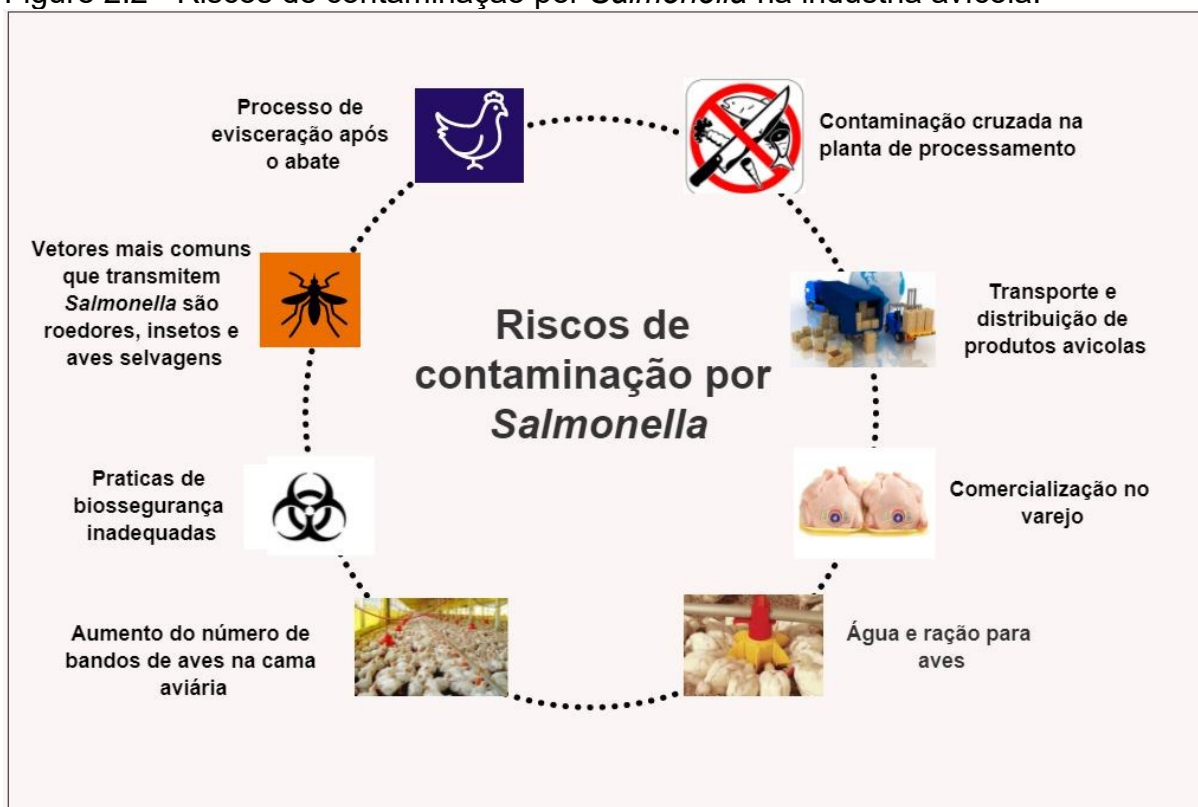 Figure 2.2 - Riscos de contaminação por Salmonella na indústria avícola.
Processo de
evisceração após
o abate
Contaminação cruzada na
planta de processamento
Vetores mais comuns
que transmitem
Salmonella são
roedores, insetos e
aves selvagens
Transporte e
distribuição de
produtos avicolas
Riscos de
contaminação por
Salmonella
Praticas de
biossegurança
inadequadas
Comercialização no
varejo
Aumento do número de
bandos de aves na cama
aviária
Água e ração para
aves